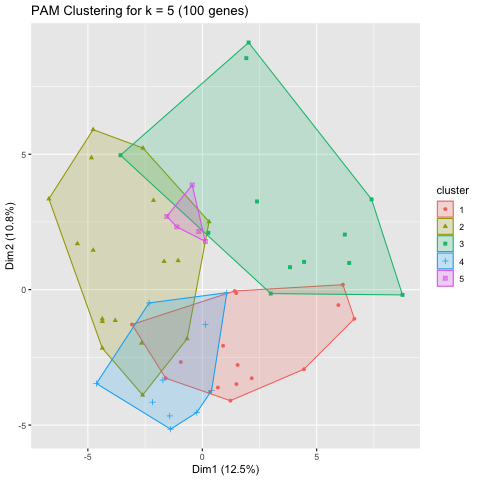 PAM Clustering for k = 5 (100 genes)
5
0
-5
Dim2 (10.8%)
-5
0
5
Dim1 (12.5%)
cluster
1
2
3
4
5